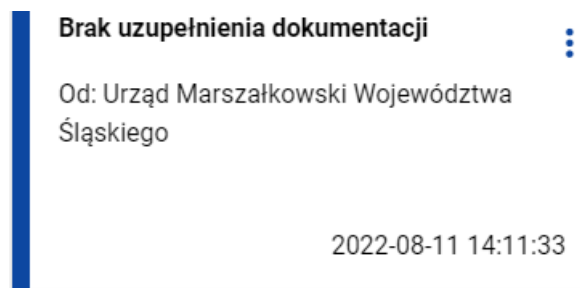 Brak uzupełnienia dokumentacji
Od: Urząd Marszałkowski Województwa
Śląskiego
2022-08-11 14:11:33